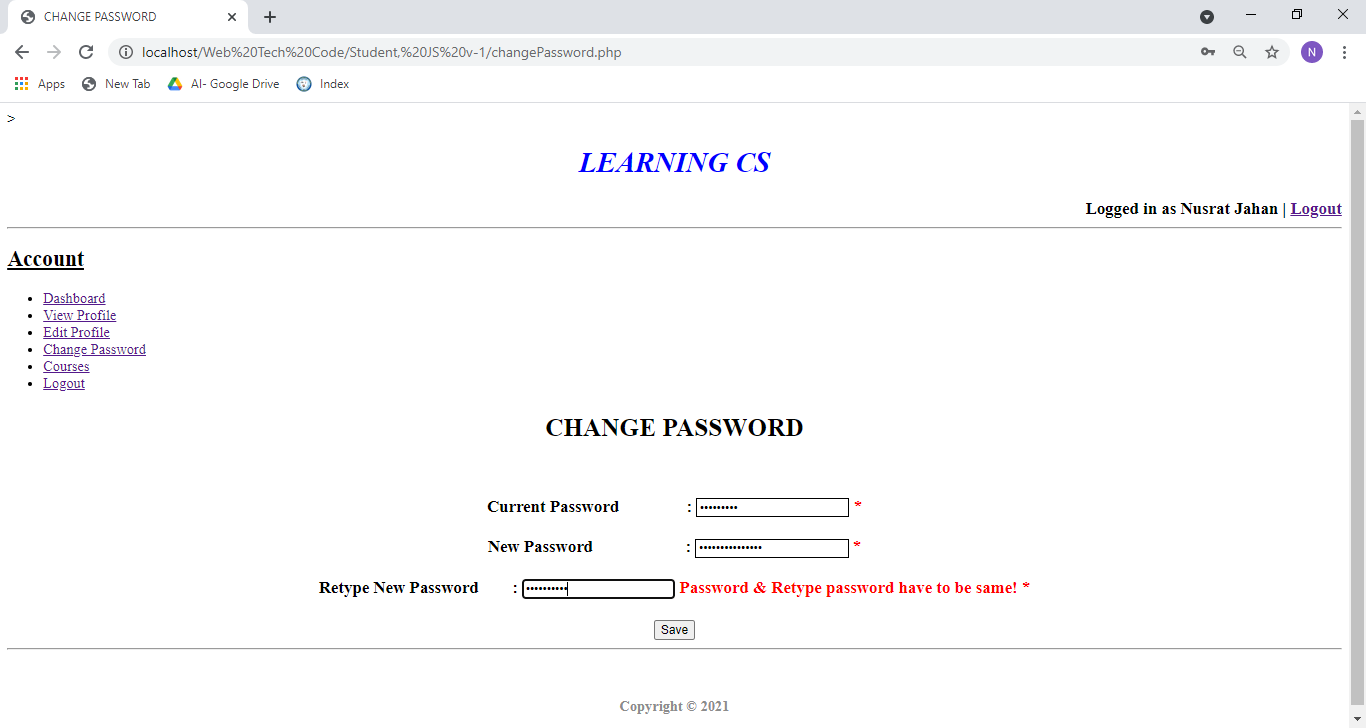 CHANGE PASSWORD
localhost/Web%20Tech%20Code/Student,%20JS%20v-1/changePassword.php
N
Apps New Tab AI- Google Drive Index
>
LEARNING CS
Logged in as Nusrat Jahan | Logout
Account
• Dashboard
• View Profile
• Edit Profile
• Change Password
• Courses
• Logout
CHANGE PASSWORD
Current Password : ••••••••• *
New Password : ••••••••••••••• *
Retype New Password : •••••••••• Password & Retype password have to be same! *
Save
Copyright © 2021